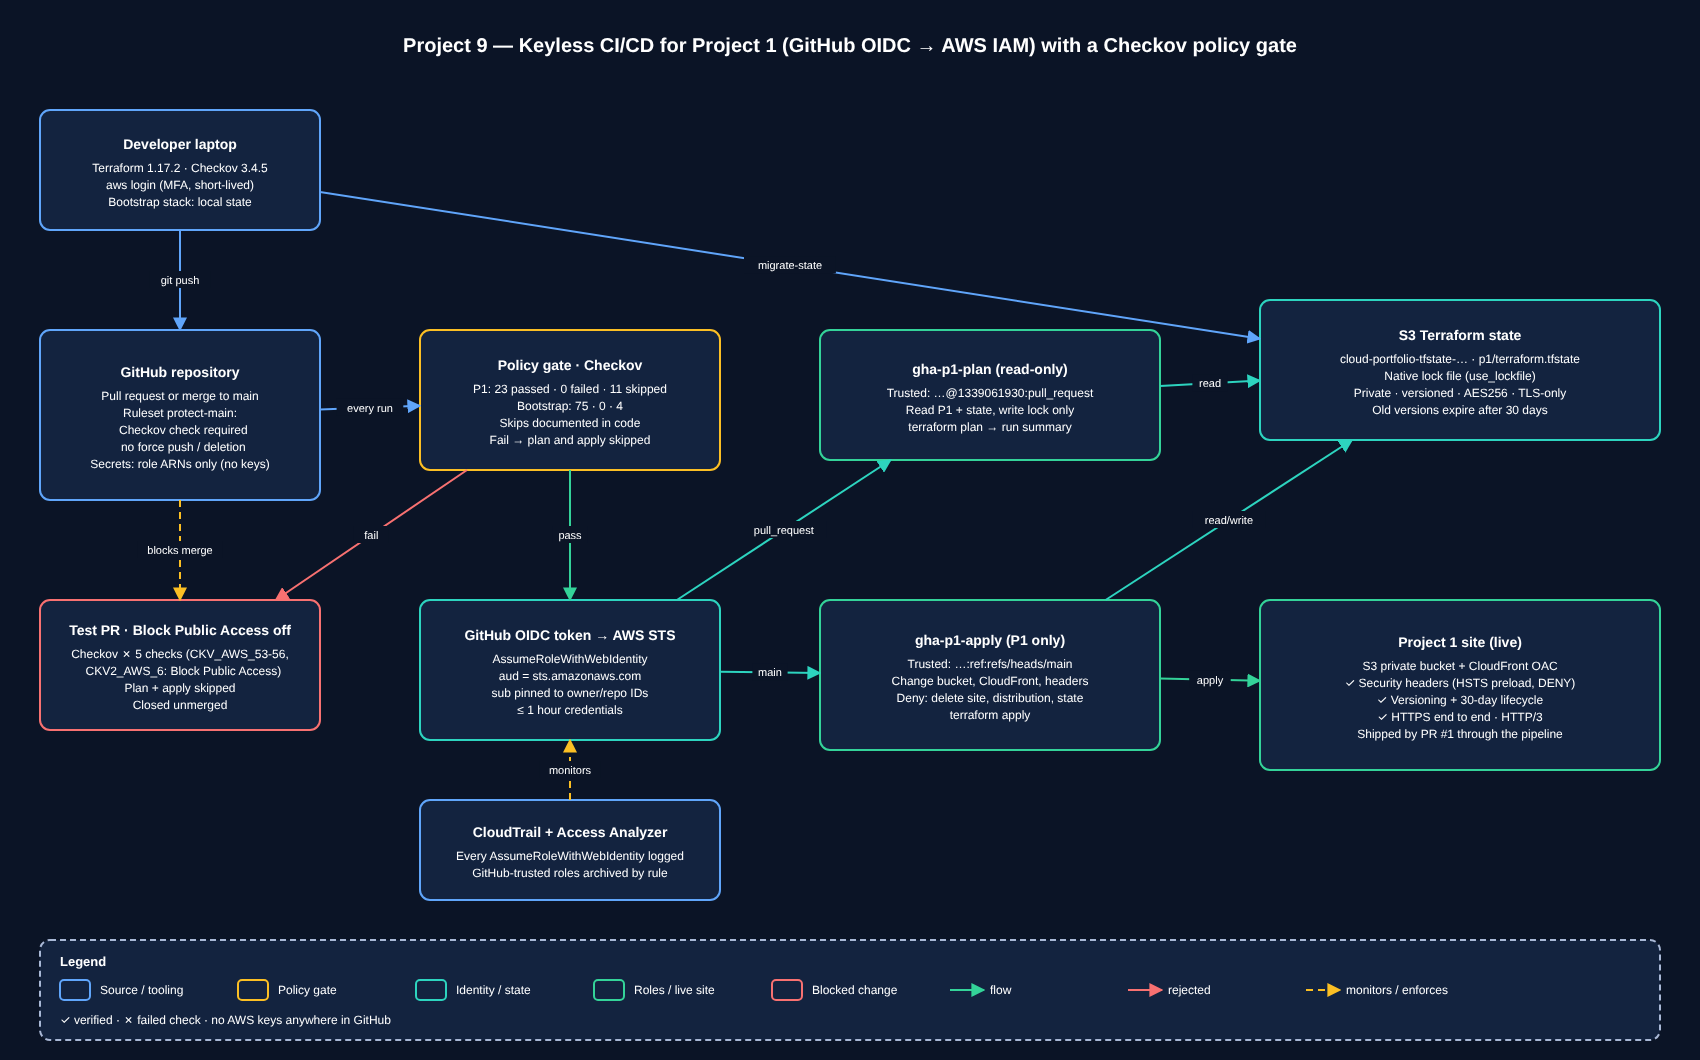 Project 9 — Keyless CI/CD for Project 1 (GitHub OIDC → AWS IAM) with a Checkov policy gate
Developer laptop
Terraform 1.17.2 · Checkov 3.4.5
aws login (MFA, short-lived)
Bootstrap stack: local state
git push
migrate-state
GitHub repository
Pull request or merge to main
Ruleset protect-main:
Checkov check required
no force push / deletion
Secrets: role ARNs only (no keys)
every run
Policy gate · Checkov
P1: 23 passed · 0 failed · 11 skipped
Bootstrap: 75 · 0 · 4
Skips documented in code
Fail → plan and apply skipped
gha-p1-plan (read-only)
Trusted: …@1339061930:pull_request
Read P1 + state, write lock only
terraform plan → run summary
read
S3 Terraform state
cloud-portfolio-tfstate-… · p1/terraform.tfstate
Native lock file (use_lockfile)
Private · versioned · AES256 · TLS-only
Old versions expire after 30 days
blocks merge
fail
pass
pull_request
read/write
Test PR · Block Public Access off
Checkov ✕ 5 checks (CKV_AWS_53-56,
CKV2_AWS_6: Block Public Access)
Plan + apply skipped
Closed unmerged
GitHub OIDC token → AWS STS
AssumeRoleWithWebIdentity
aud = sts.amazonaws.com
sub pinned to owner/repo IDs
≤ 1 hour credentials
main
gha-p1-apply (P1 only)
Trusted: …:ref:refs/heads/main
Change bucket, CloudFront, headers
Deny: delete site, distribution, state
terraform apply
apply
Project 1 site (live)
S3 private bucket + CloudFront OAC
✓ Security headers (HSTS preload, DENY)
✓ Versioning + 30-day lifecycle
✓ HTTPS end to end · HTTP/3
Shipped by PR #1 through the pipeline
monitors
CloudTrail + Access Analyzer
Every AssumeRoleWithWebIdentity logged
GitHub-trusted roles archived by rule
Legend
Source / tooling
Policy gate
Identity / state
Roles / live site
Blocked change
flow
rejected
monitors / enforces
✓ verified · ✕ failed check · no AWS keys anywhere in GitHub